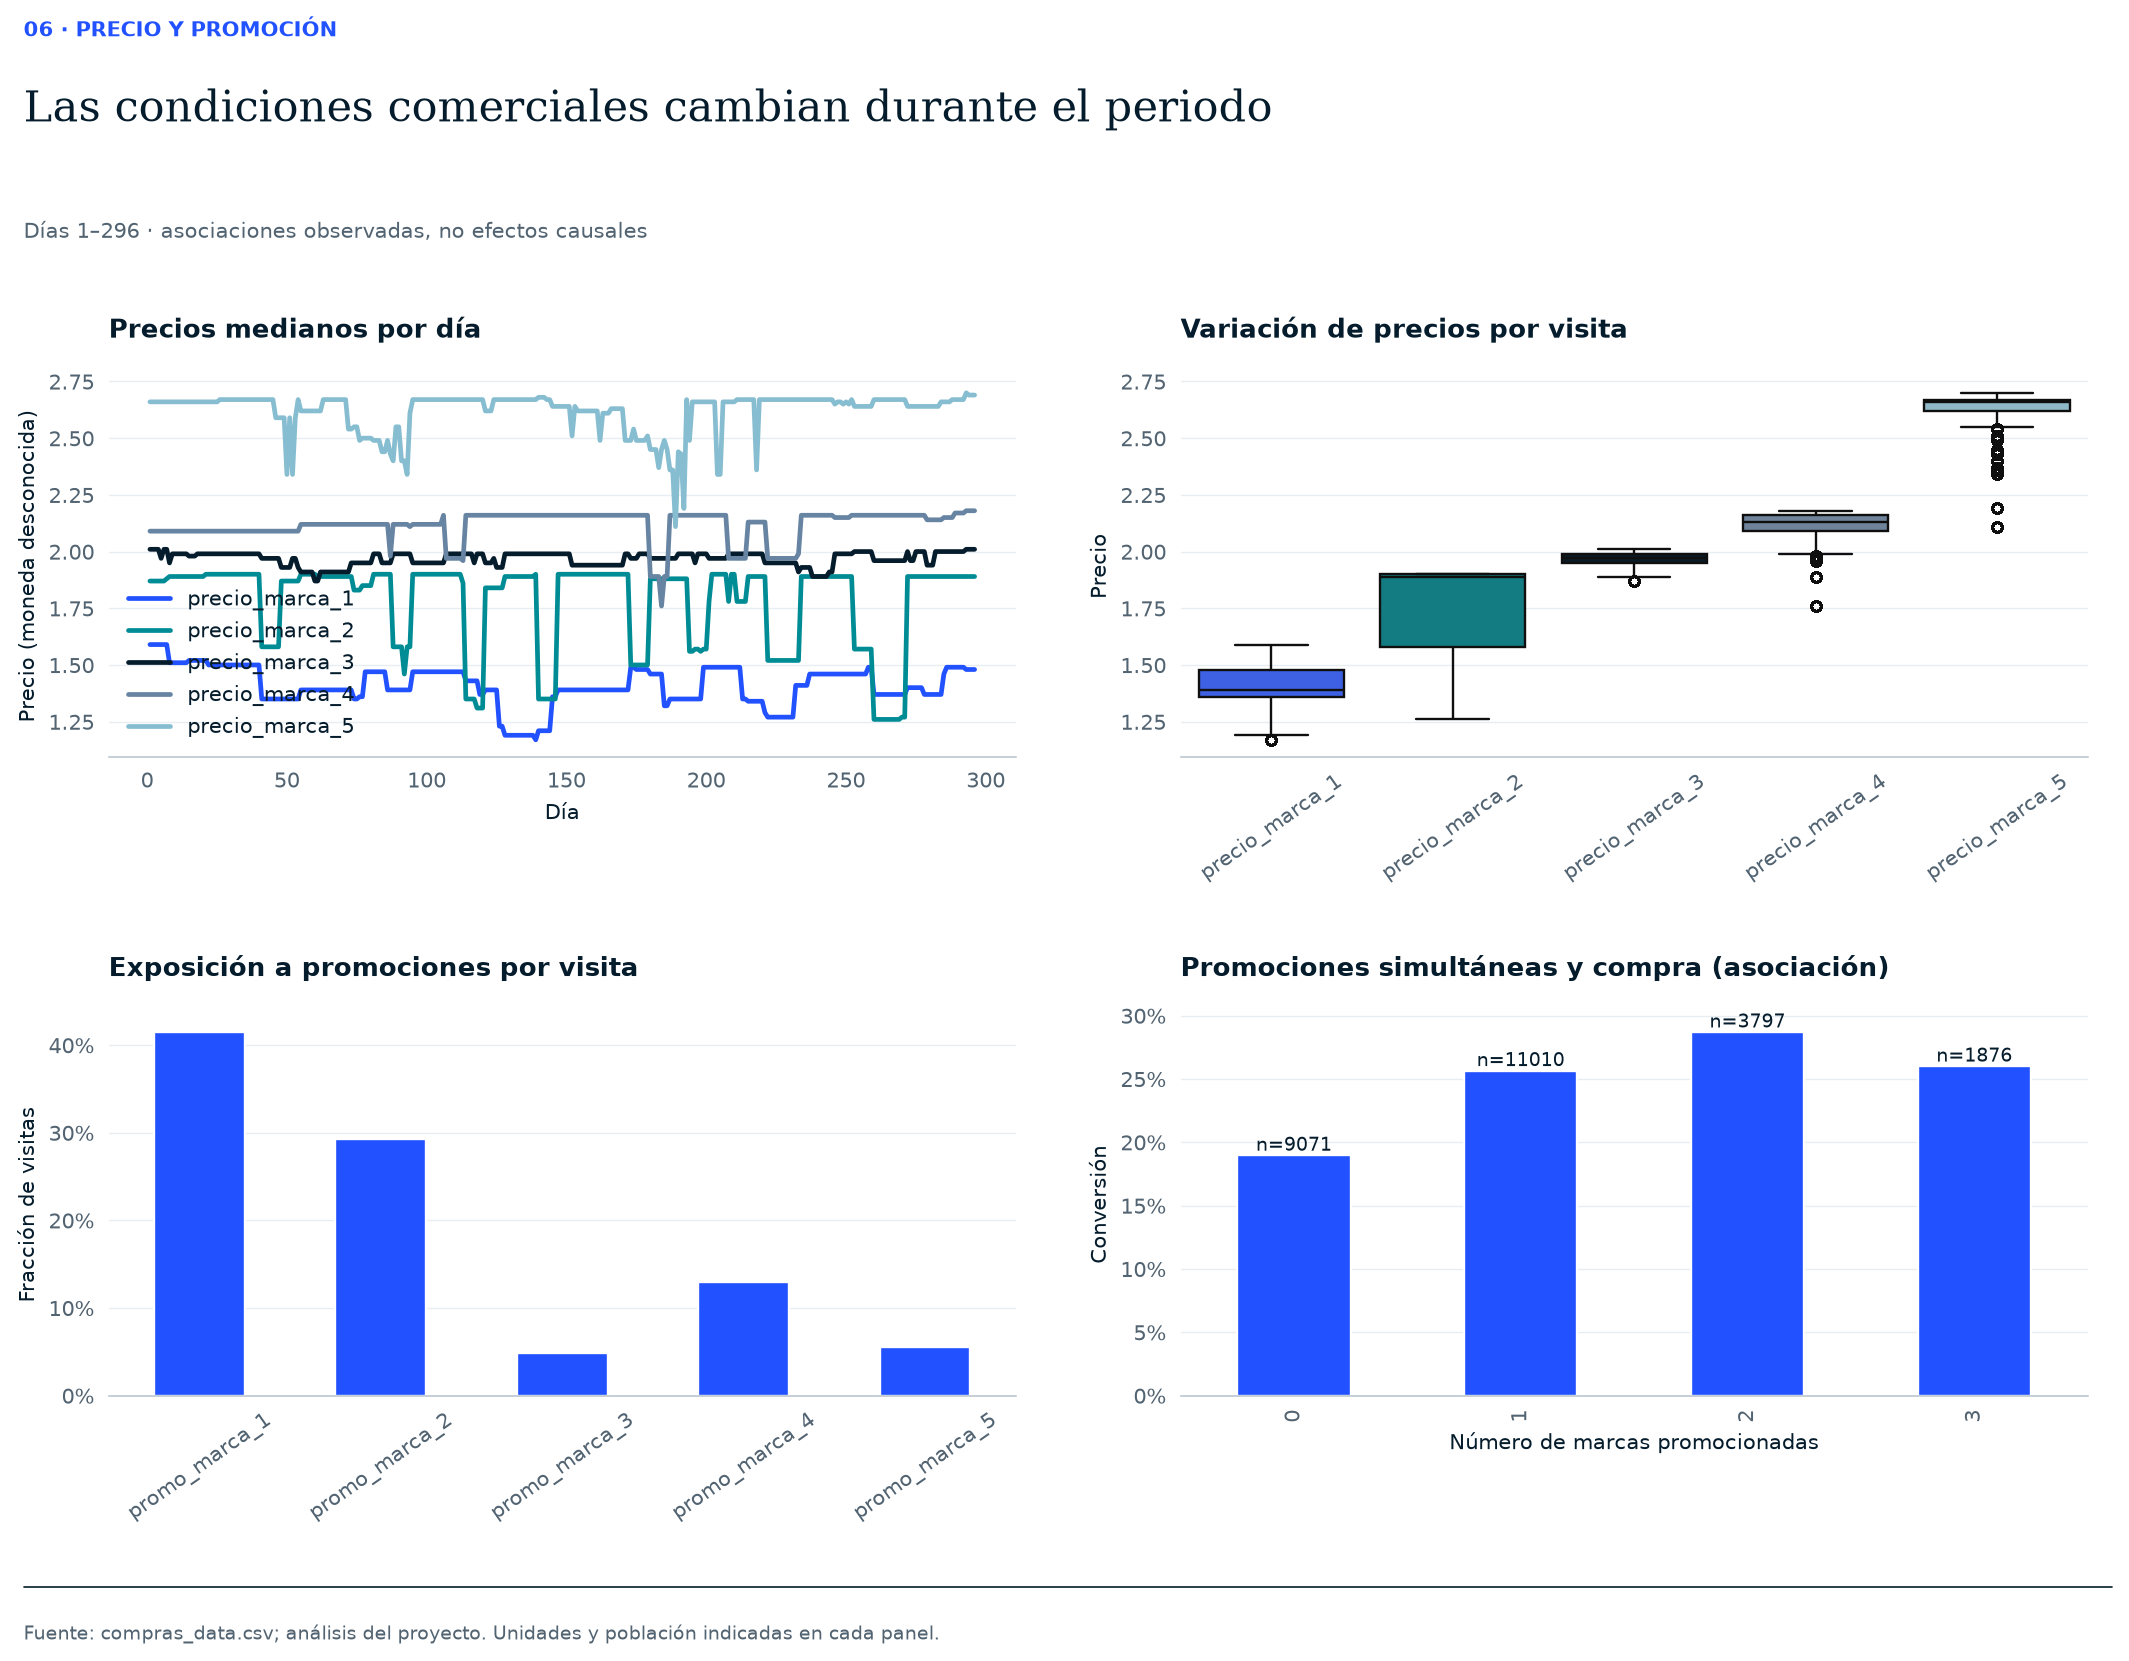 06 · PRECIO Y PROMOCIÓN
Las condiciones comerciales cambian durante el periodo
Días 1–296 · asociaciones observadas, no efectos causales
Precios medianos por día
Precio (moneda desconocida)
2.75
2.50
2.25
2.00
1.75
1.50
1.25
precio_marca_1
precio_marca_2
precio_marca_3
precio_marca_4
precio_marca_5
0 50 100 150 200 250 300
Día
Variación de precios por visita
Precio
2.75
2.50
2.25
2.00
1.75
1.50
1.25
precio_marca_1 precio_marca_2 precio_marca_3 precio_marca_4 precio_marca_5
Exposición a promociones por visita
Fracción de visitas
40%
30%
20%
10%
0%
promo_marca_1 promo_marca_2 promo_marca_3 promo_marca_4 promo_marca_5
Promociones simultáneas y compra (asociación)
Conversión
30%
25%
20%
15%
10%
5%
0%
n=9071 n=11010 n=3797 n=1876
0 1 2 3
Número de marcas promocionadas
Fuente: compras_data.csv; análisis del proyecto. Unidades y población indicadas en cada panel.